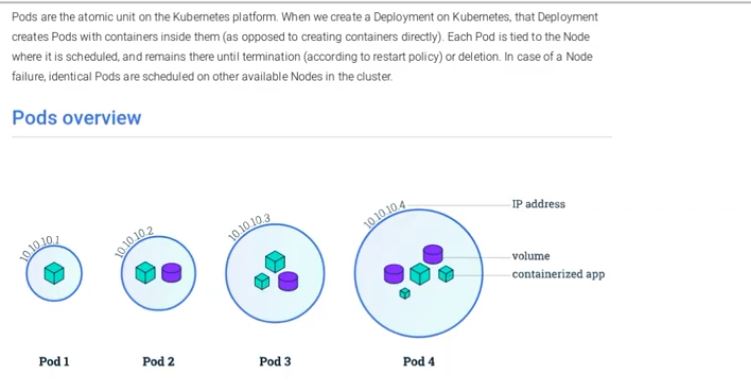 Pods are the atomic unit on the Kubernetes platform. When we create a Deployment on Kubernetes, that Deployment
creates Pods with containers inside them (as opposed to creating containers directly). Each Pod is tied to the Node
where it is scheduled, and remains there until termination (according to restart policy) or deletion. In case of a Node
failure, identical Pods are scheduled on other available Nodes in the cluster.
Pods overview
10.10.10.1
10.10.10.2
10.10.10.3
10.10.10.4
IP address
volume
containerized app
Pod 1
Pod 2
Pod 3
Pod 4